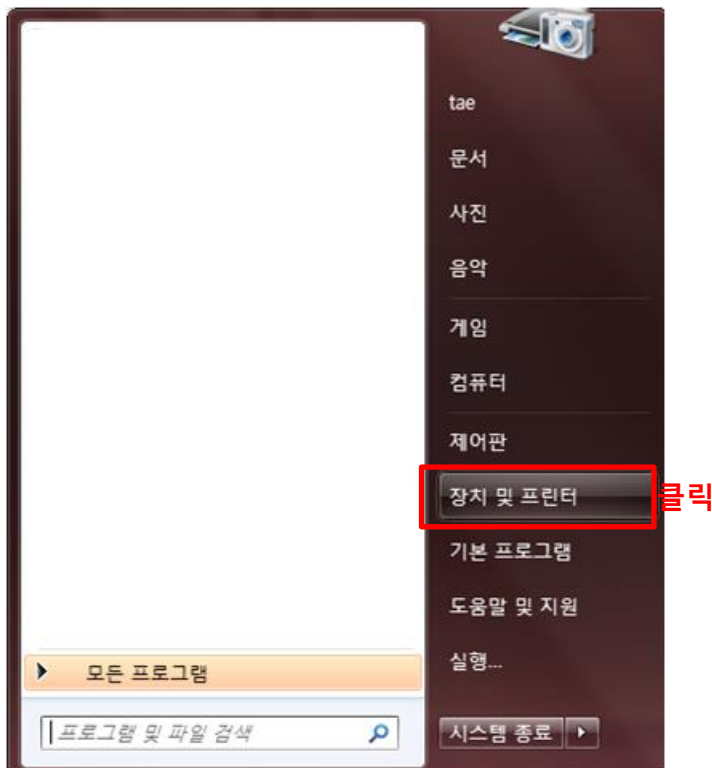 tae
문서
사진
음악
게임
컴퓨터
제어판
장치 및 프린터 클릭
기본 프로그램
도움말 및 지원
실행...
모든 프로그램
프로그램 및 파일 검색
시스템 종료